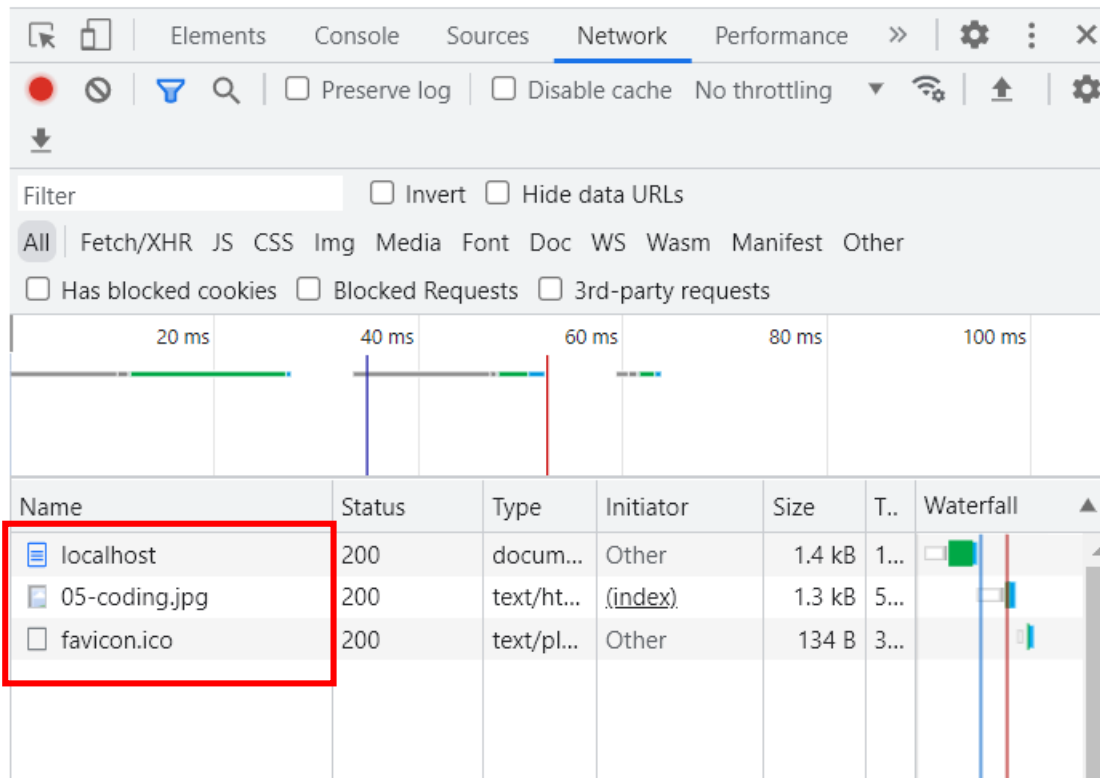 Elements Console Sources Network Performance
Preserve log Disable cache No throttling
Filter Invert Hide data URLs
All Fetch/XHR JS CSS Img Media Font Doc WS Wasm Manifest Other
Has blocked cookies Blocked Requests 3rd-party requests
20 ms 40 ms 60 ms 80 ms 100 ms
Name Status Type Initiator Size T.. Waterfall
localhost 200 docum... Other 1.4 kB 1...
05-coding.jpg 200 text/ht... (index) 1.3 kB 5...
favicon.ico 200 text/pl... Other 134 B 3...